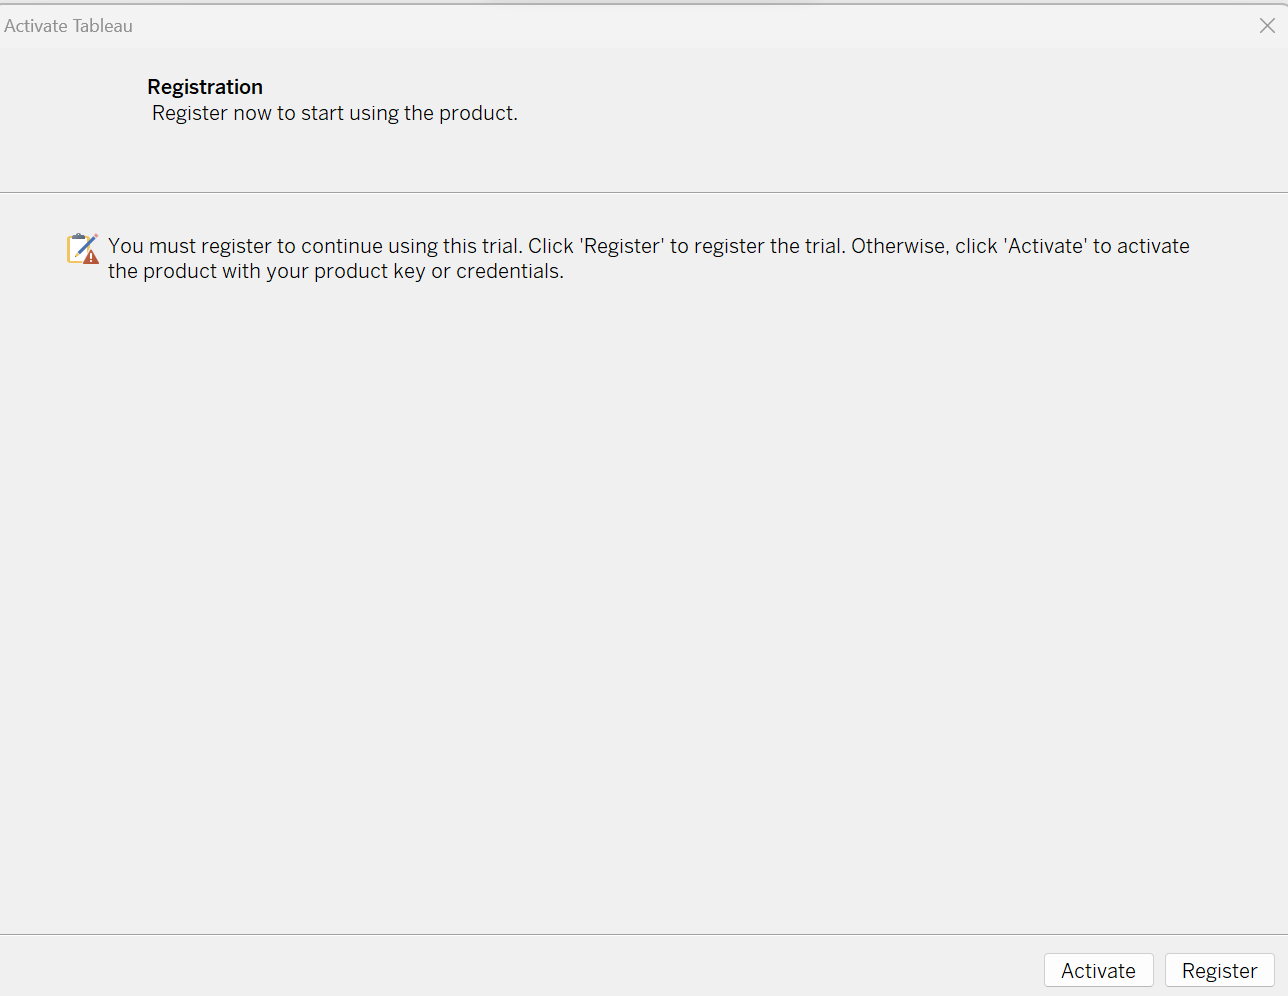 Activate Tableau
Registration
Register now to start using the product.
You must register to continue using this trial. Click 'Register' to register the trial. Otherwise, click 'Activate' to activate
the product with your product key or credentials.
Activate
Register